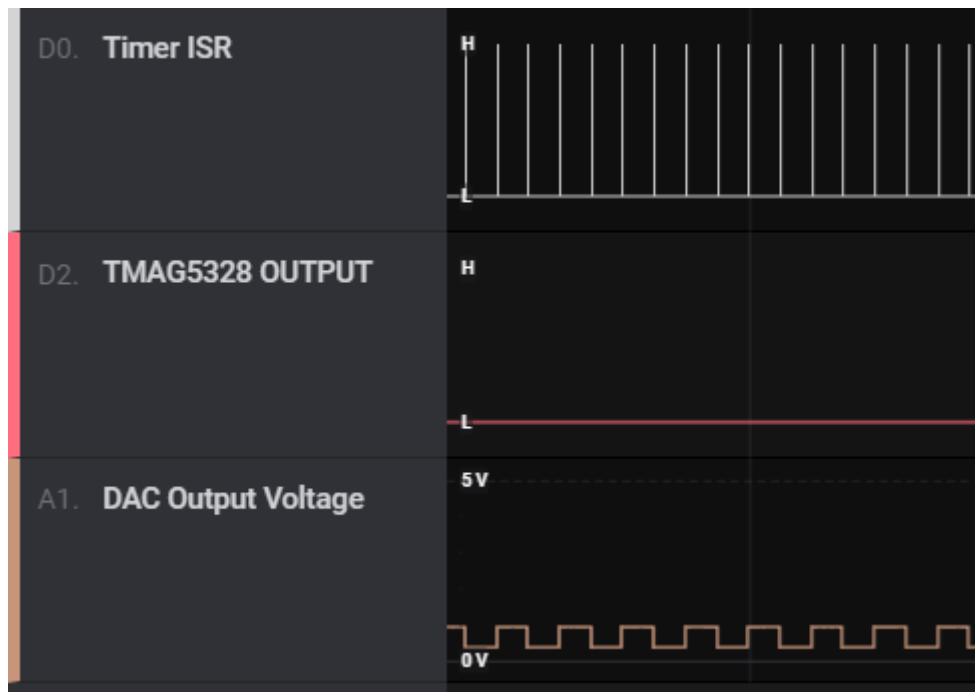 D0. Timer ISR
H
L
D2. TMAG5328 OUTPUT
H
L
A1. DAC Output Voltage
5 V
0 V